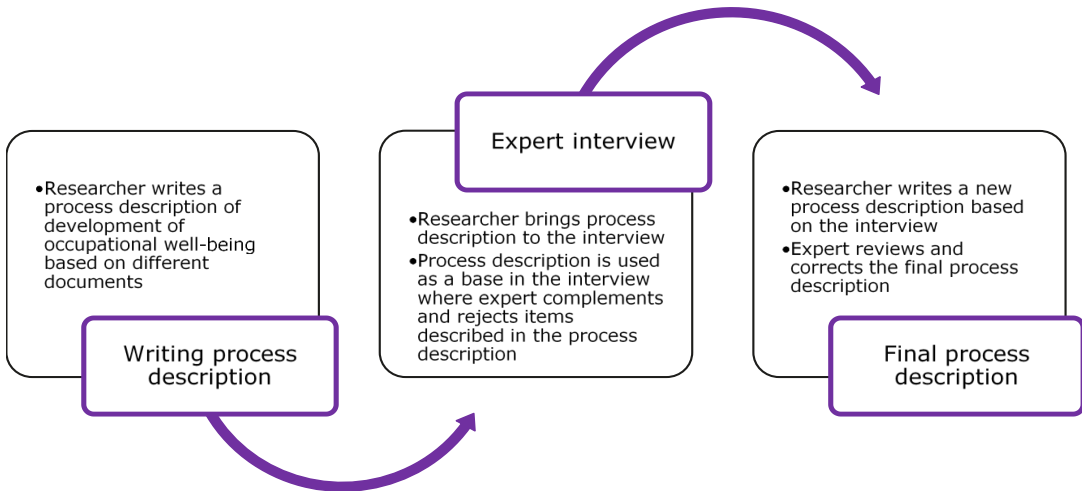 •Researcher writes a
process description of
development of
occupational well-being
based on different
documents
Writing process
description
Expert interview
•Researcher brings process
description to the interview
•Process description is used
as a base in the interview
where expert complements
and rejects items
described in the process
description
•Researcher writes a new
process description based
on the interview
•Expert reviews and
corrects the final process
description
Final process
description